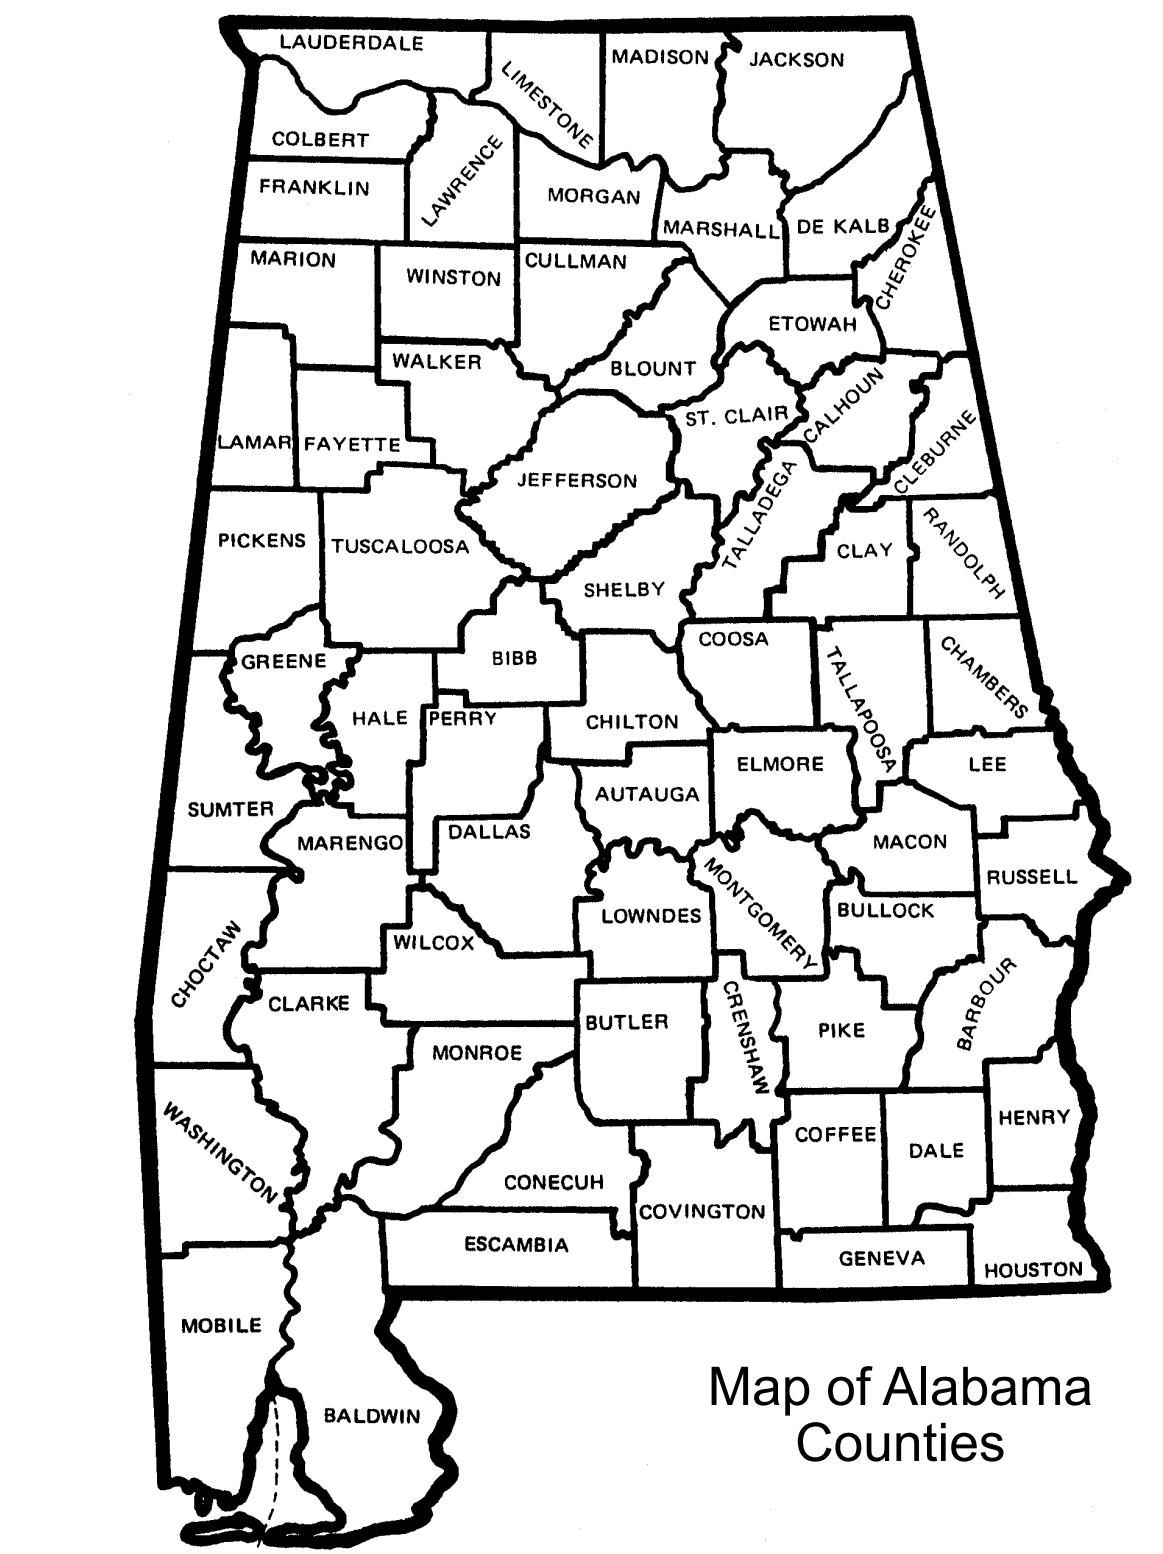 LAUDERDALE
LIMESTONE
MADISON
JACKSON
COLBERT
LAWRENCE
FRANKLIN
MORGAN
MARSHALL
DE KALB
CHEROKEE
MARION
WINSTON
CULLMAN
ETOWAH
WALKER
BLOUNT
ST. CLAIR
CALHOUN
CLEBURNE
LAMAR
FAYETTE
JEFFERSON
TALLADEGA
PICKENS
TUSCALOOSA
SHELBY
CLAY
RANDOLPH
GREENE
BIBB
COOSA
TALLAPOOSA
CHAMBERS
HALE
PERRY
CHILTON
ELMORE
LEE
SUMTER
MARENGO
DALLAS
AUTAUGA
MACON
RUSSELL
CHOCTAW
WILCOX
LOWNDES
MONTGOMERY
BULLOCK
BARBOUR
CLARKE
MONROE
BUTLER
CRENSHAW
PIKE
WASHINGTON
CONECUH
COVINGTON
COFFEE
DALE
HENRY
ESCAMBIA
GENEVA
HOUSTON
MOBILE
BALDWIN
Map of Alabama
Counties